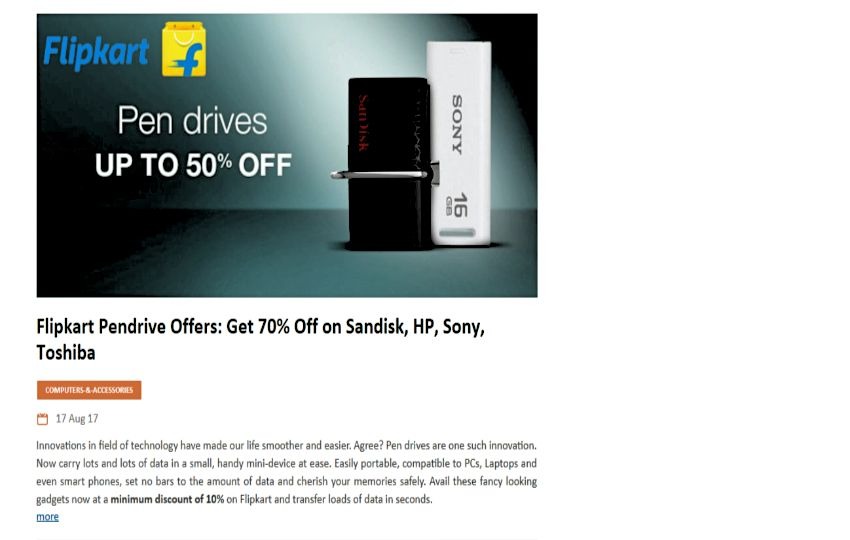 Flipkart
Pen drives
UP TO 50% OFF
SanDisk
SONY
16
GB
Flipkart Pendrive Offers: Get 70% Off on Sandisk, HP, Sony,
Toshiba
COMPUTERS-&-ACCESSORIES
17 Aug 17
Innovations in field of technology have made our life smoother and easier. Agree? Pen drives are one such innovation.
Now carry lots and lots of data in a small, handy mini-device at ease. Easily portable, compatible to PCs, Laptops and
even smart phones, set no bars to the amount of data and cherish your memories safely. Avail these fancy looking
gadgets now at a minimum discount of 10% on Flipkart and transfer loads of data in seconds.
more